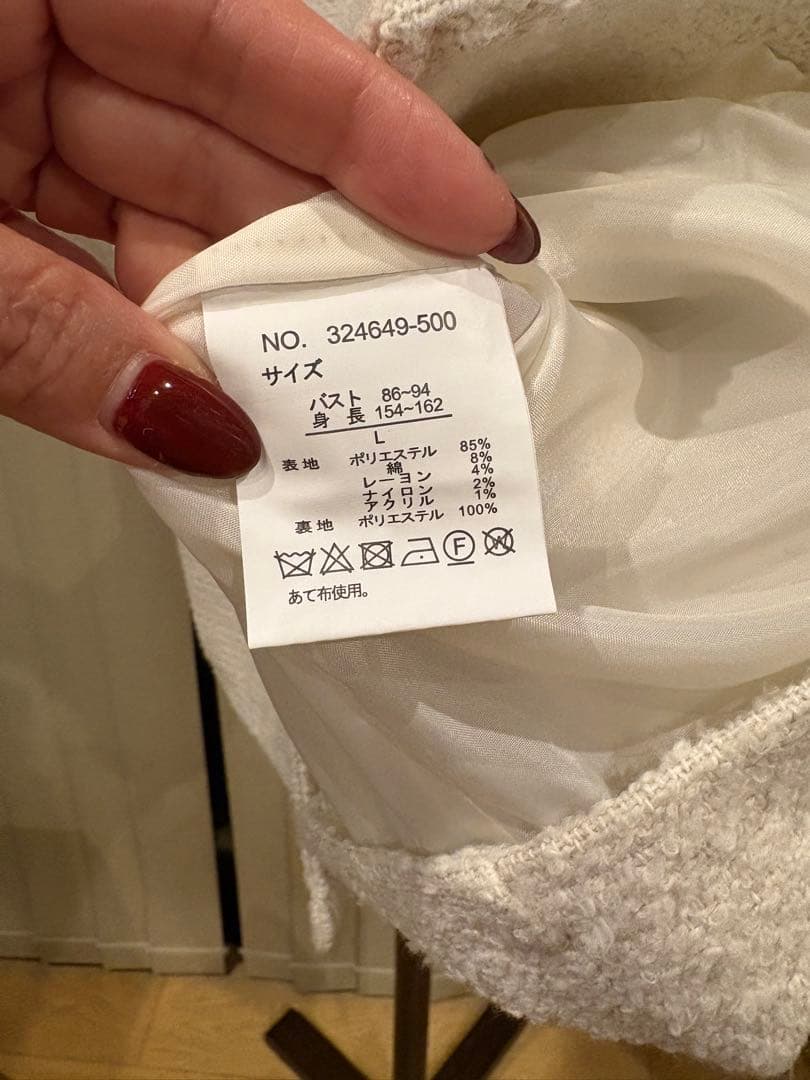 NO. 324649-500
サイズ
バスト 86~94
身長 154~162
L
表地 ポリエステル 85%
綿 8%
レーヨン 4%
ナイロン 2%
アクリル 1%
裏地 ポリエステル 100%
F W
あて布使用。